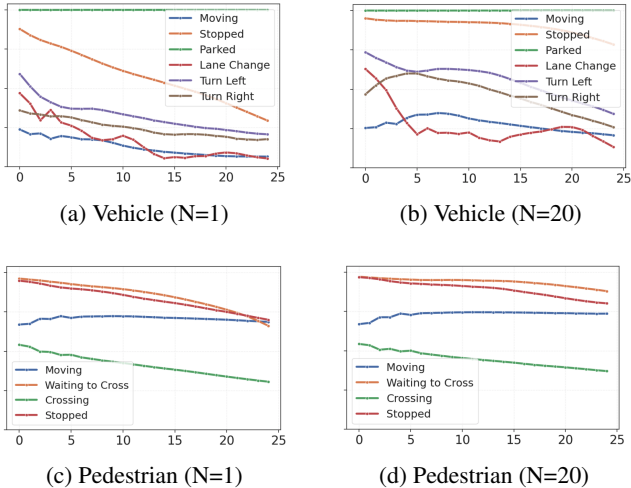 Moving
Stopped
Parked
Lane Change
Turn Left
Turn Right
0 5 10 15 20 25
(a) Vehicle (N=1)
Moving
Stopped
Parked
Lane Change
Turn Left
Turn Right
0 5 10 15 20 25
(b) Vehicle (N=20)
Moving
Waiting to Cross
Crossing
Stopped
0 5 10 15 20 25
(c) Pedestrian (N=1)
Moving
Waiting to Cross
Crossing
Stopped
0 5 10 15 20 25
(d) Pedestrian (N=20)